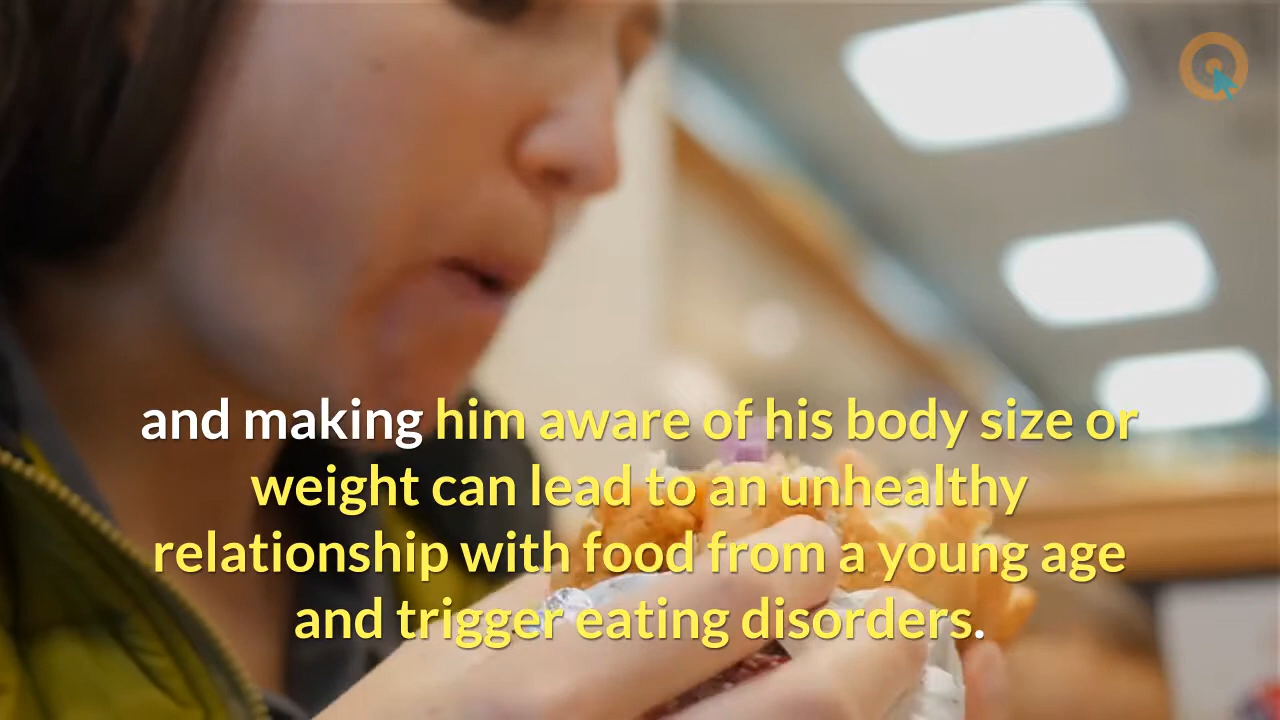 and making him aware of his body size or
weight can lead to an unhealthy
relationship with food from a young age
and trigger eating disorders.